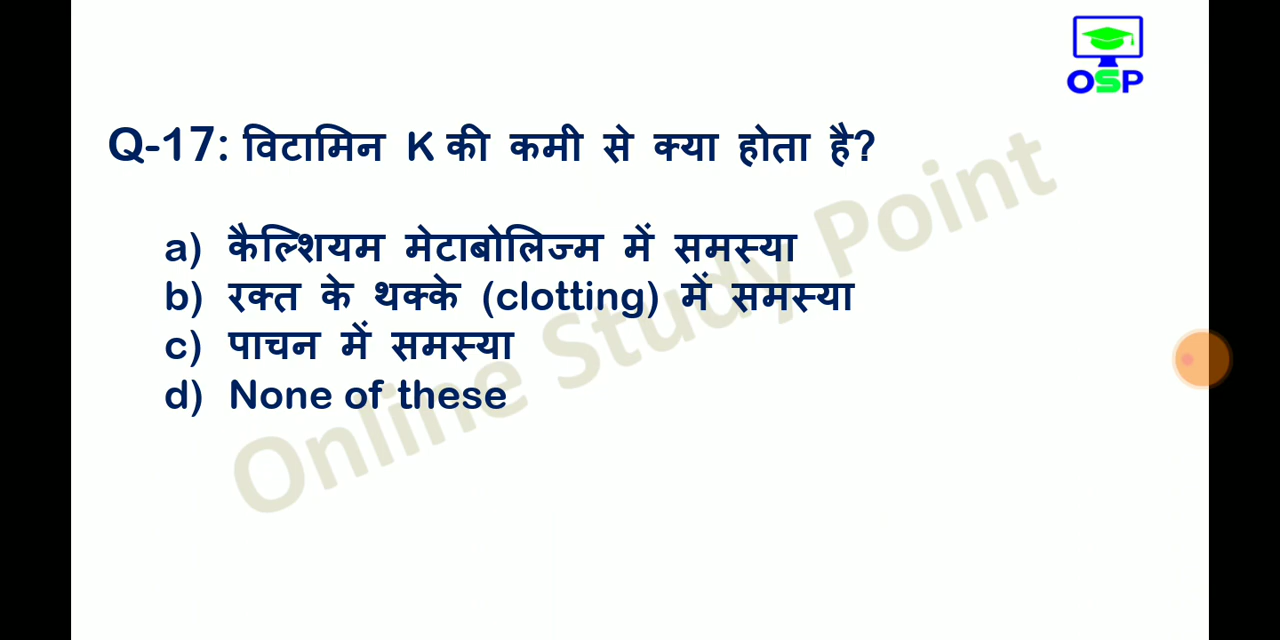 OSP
Q-17: विटामिन K की कमी से क्या होता है?
a) कैल्शियम मेटाबोलिज्म में समस्या
b) रक्त के थक्के (clotting) में समस्या
c) पाचन में समस्या
d) None of these
Online Study Point